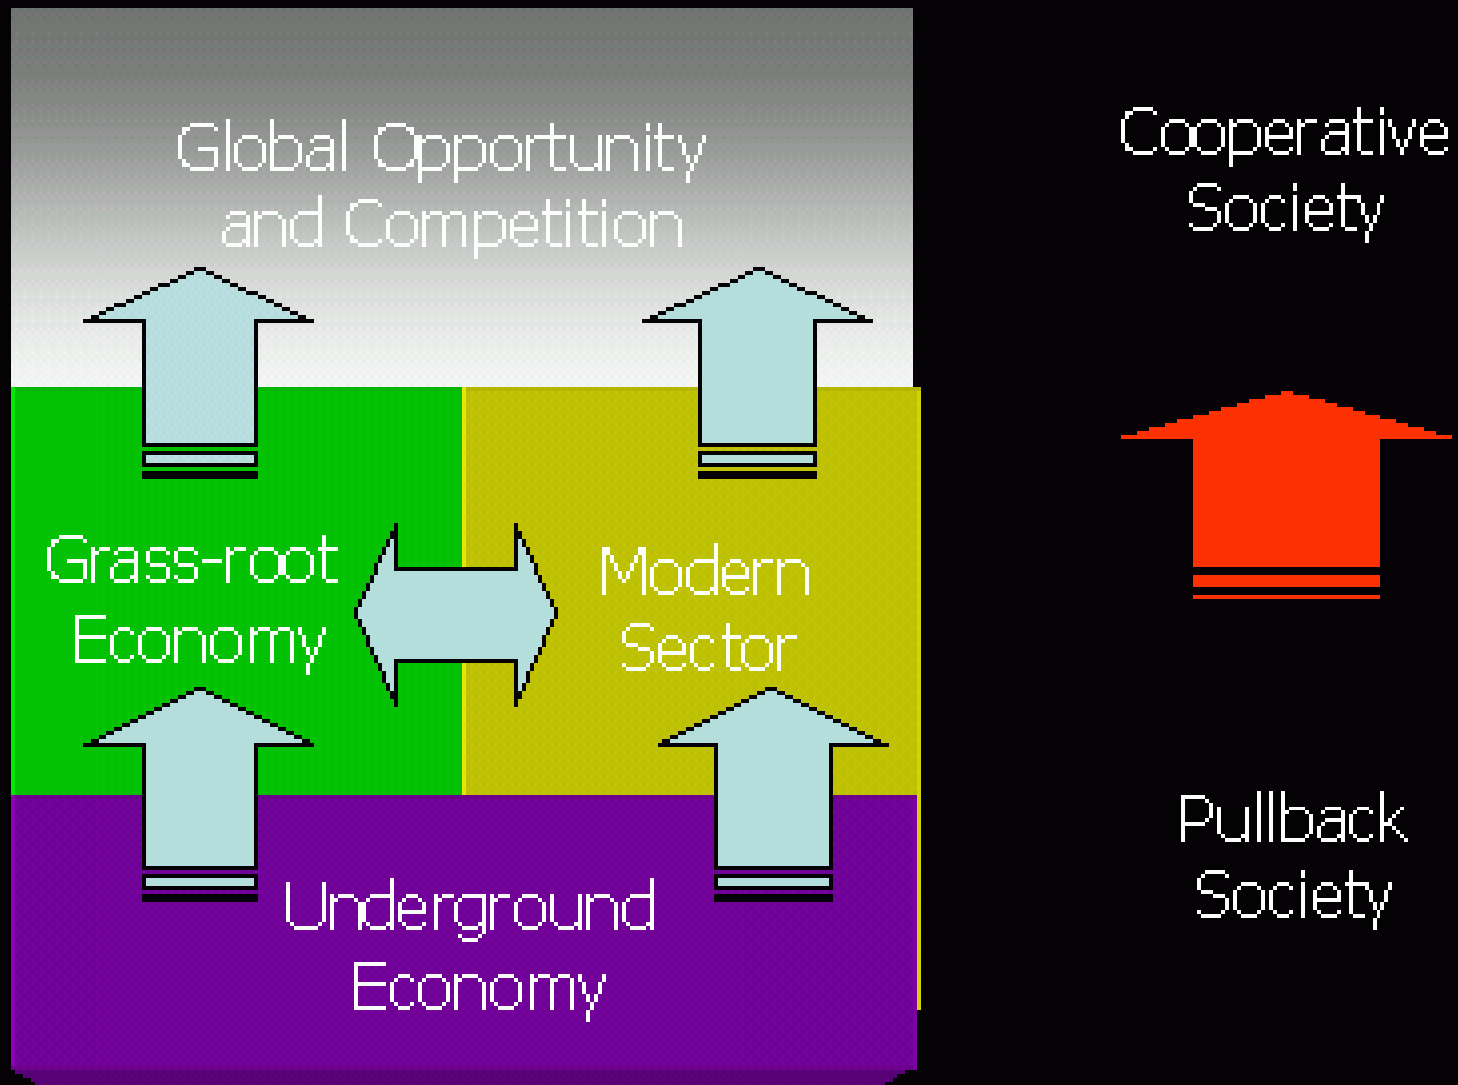 Global Opportunity
and Competition
Cooperative
Society
Grass-root
Economy
Modern
Sector
Underground
Economy
Pullback
Society